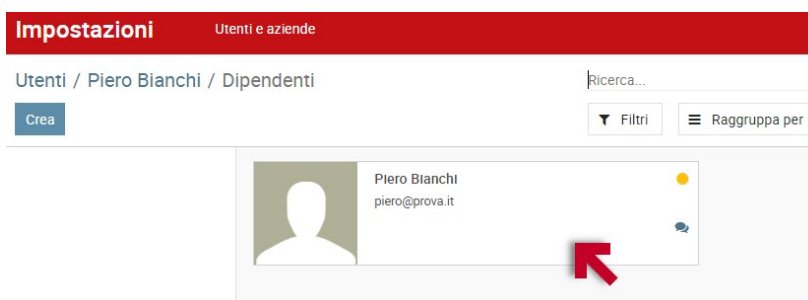 Impostazioni Utenti e aziende
Utenti / Piero Bianchi / Dipendenti
Ricerca...
Crea
Filtri
Raggruppa per
Piero Bianchi
piero@prova.it